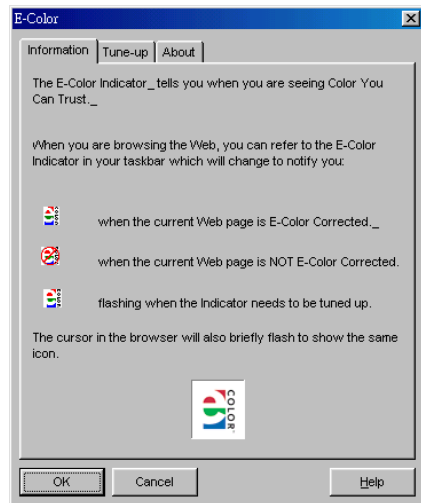 E-Color
Information Tune-up About
The E-Color Indicator_ tells you when you are seeing Color You
Can Trust._
When you are browsing the Web, you can refer to the E-Color
Indicator in your taskbar which will change to notify you:
when the current Web page is E-Color Corrected._
when the current Web page is NOT E-Color Corrected.
flashing when the Indicator needs to be tuned up.
The cursor in the browser will also briefly flash to show the same
icon.
COLOR
OK Cancel Help